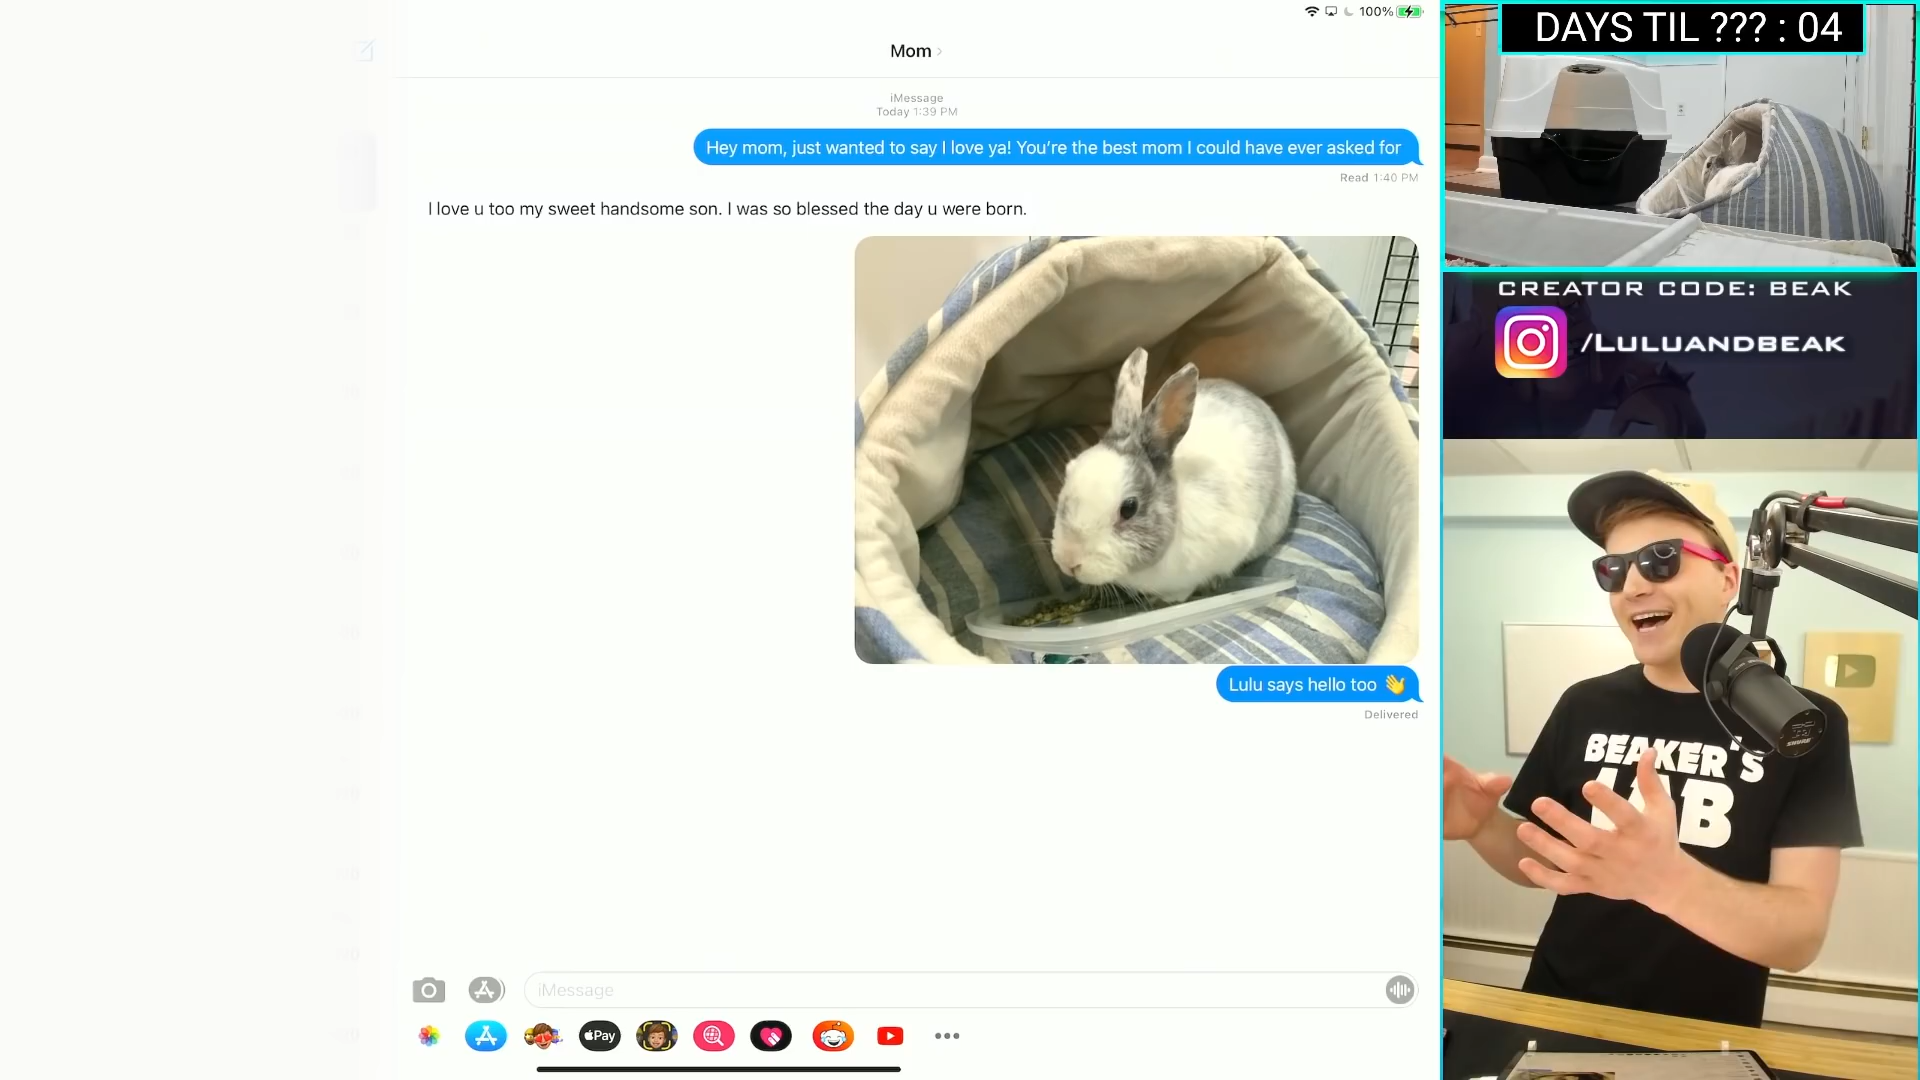 100%
Mom
iMessage
Today 1:39 PM
Hey mom, just wanted to say I love ya! You're the best mom I could have ever asked for
Read 1:40 PM
I love u too my sweet handsome son. I was so blessed the day u were born.
Lulu says hello too 👋
Delivered
iMessage
Pay
DAYS TIL ??? : 04
CREATOR CODE: BEAK
/LULUANDBEAK
BEAKER'S
LAB
SHURE